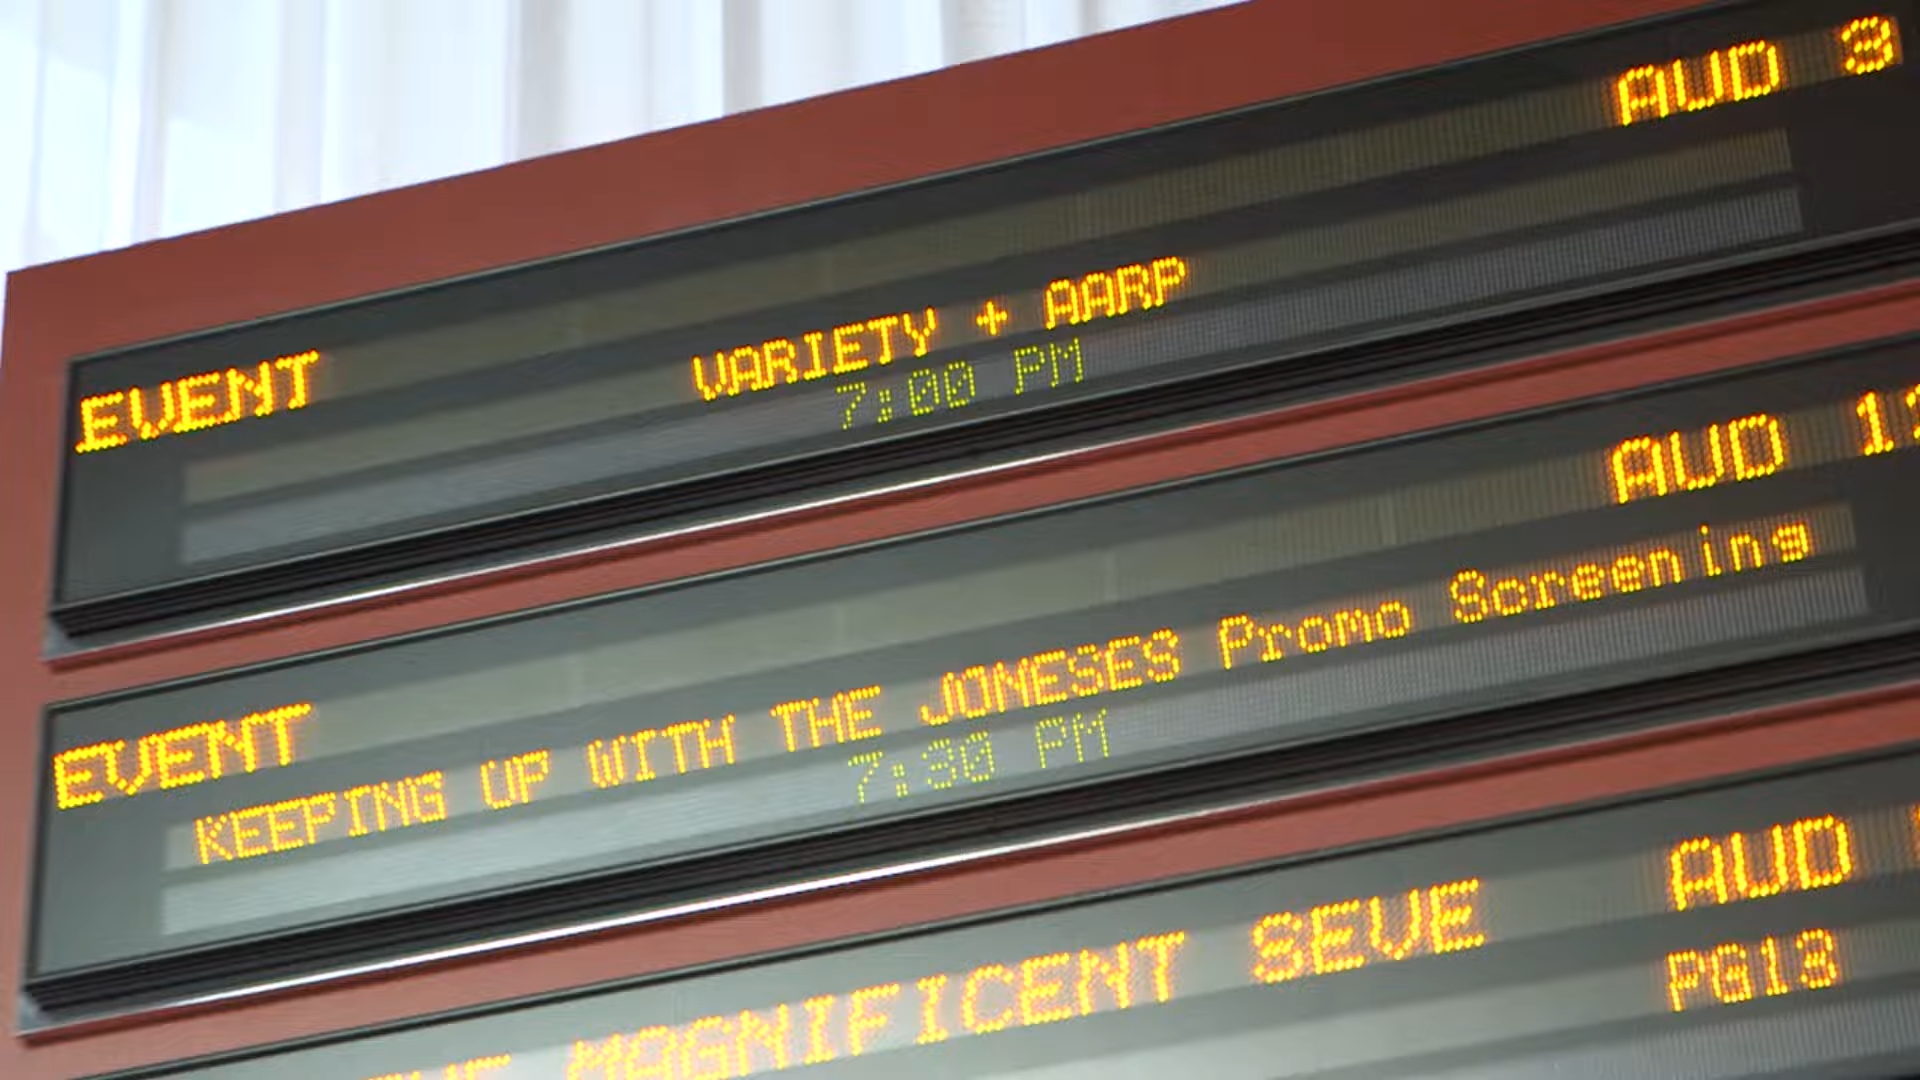 EVENT AUD 3
VARIETY + AARP
7:00 PM
EVENT AUD 12
KEEPING UP WITH THE JONESES Promo Screening
7:30 PM
MAGNIFICENT SEVE AUD
PG13